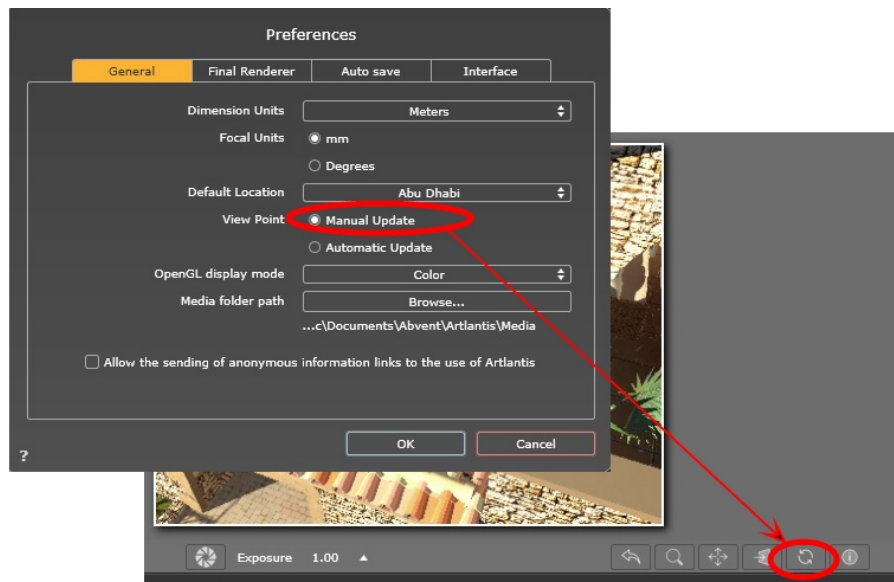 Preferences
General Final Renderer Auto save Interface
Dimension Units Meters
Focal Units mm
Degrees
Default Location Abu Dhabi
View Point Manual Update
Automatic Update
OpenGL display mode Color
Media folder path Browse...
...c\Documents\Abvent\Artlantis\Media
Allow the sending of anonymous information links to the use of Artlantis
OK Cancel
?
Exposure 1.00